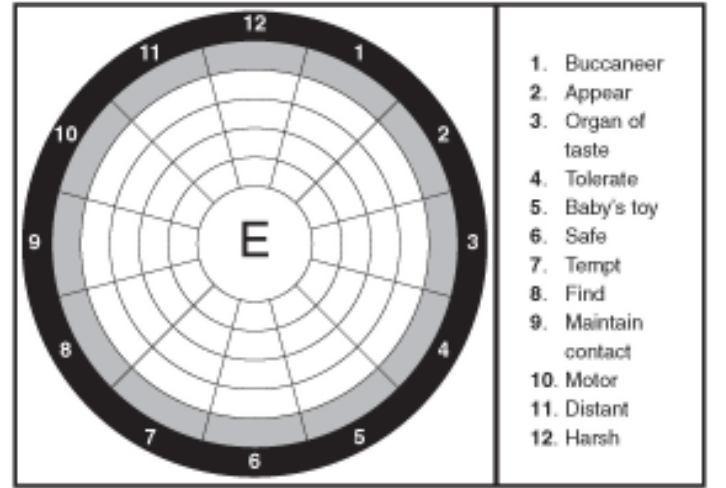 12
11
1
10
2
E
9
3
8
4
7
5
6
1. Buccaneer
2. Appear
3. Organ of
taste
4. Tolerate
5. Baby's toy
6. Safe
7. Tempt
8. Find
9. Maintain
contact
10. Motor
11. Distant
12. Harsh